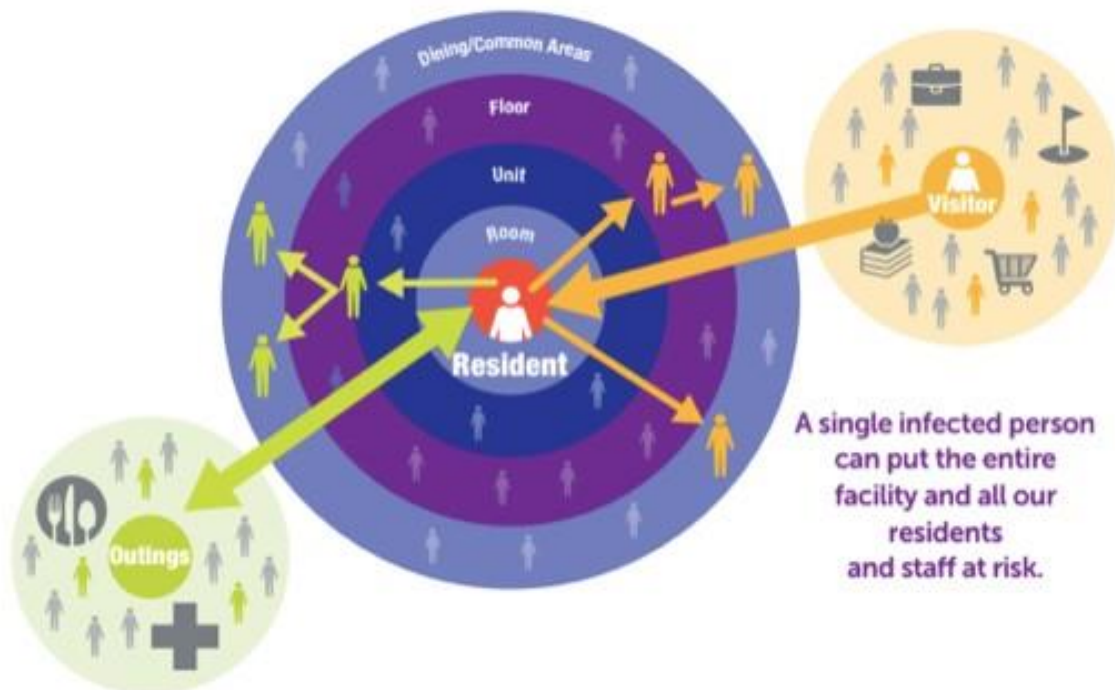 Dining/Common Areas
Floor
Unit
Room
Resident
Visitor
Outings
A single infected person
can put the entire
facility and all our
residents
and staff at risk.